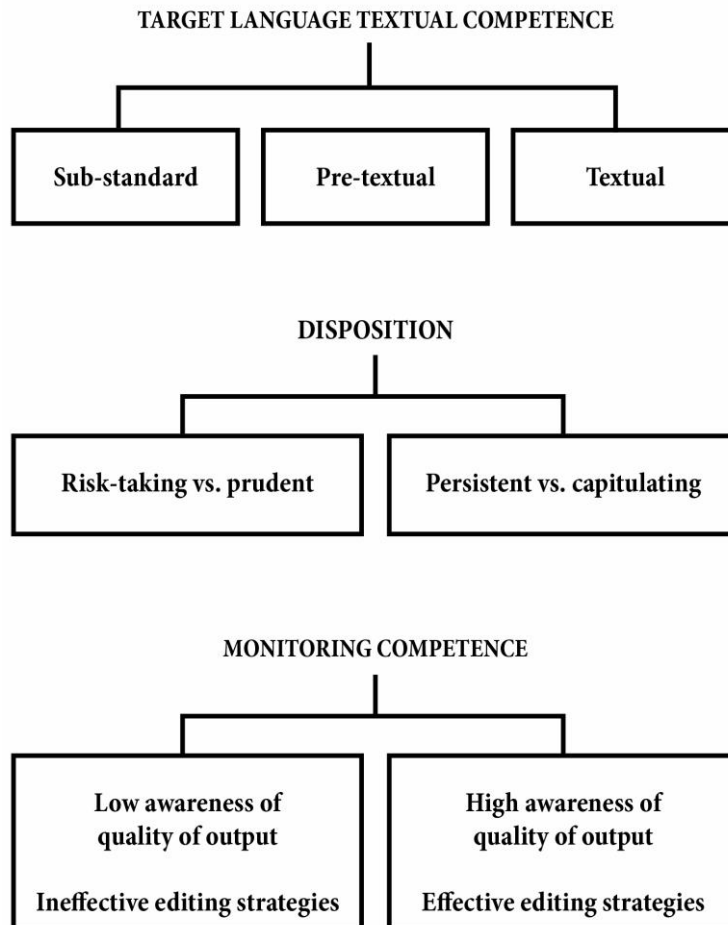 TARGET LANGUAGE TEXTUAL COMPETENCE
Sub-standard
Pre-textual
Textual
DISPOSITION
Risk-taking vs. prudent
Persistent vs. capitulating
MONITORING COMPETENCE
Low awareness of
quality of output
Ineffective editing strategies
High awareness of
quality of output
Effective editing strategies